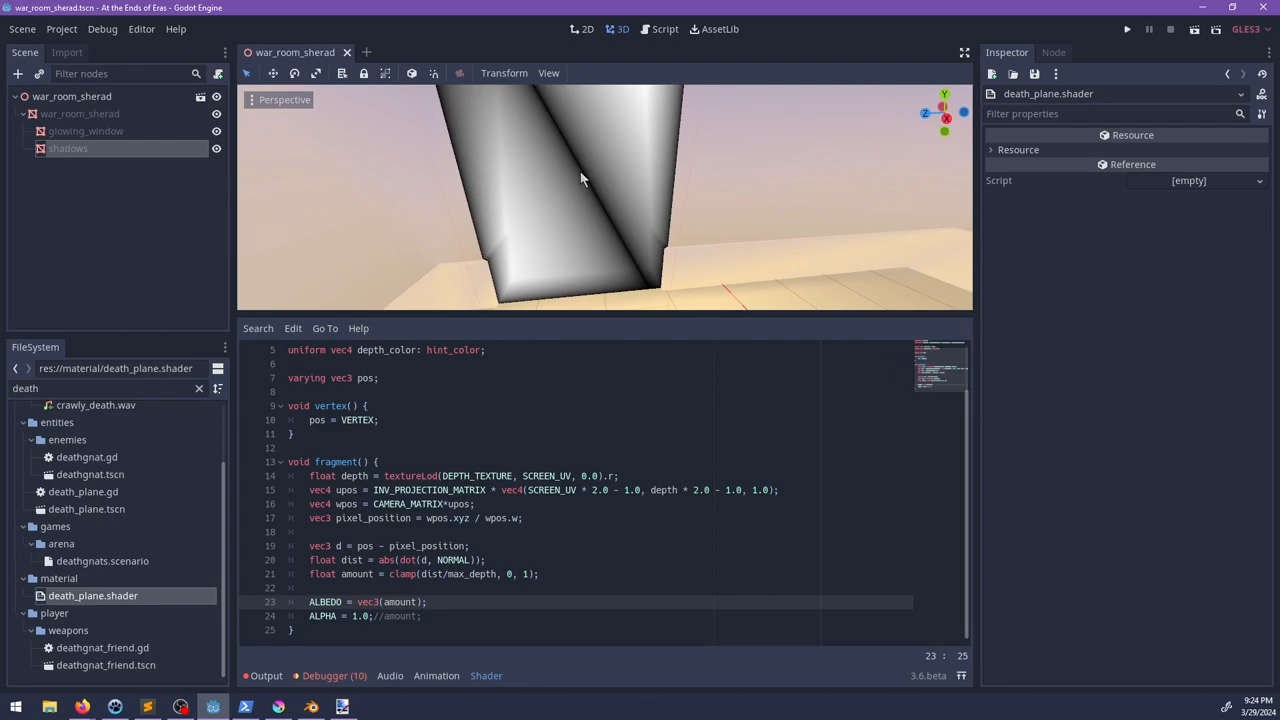 war_room_sherad.tscn - At the Ends of Eras - Godot Engine
Scene Project Debug Editor Help
2D 3D Script AssetLib
GLES3
Scene Import
war_room_sherad
Inspector Node
Filter nodes
Transform View
death_plane.shader
war_room_sherad
Perspective
Y
Z
X
Filter properties
war_room_sherad
glowing_window
shadows
Resource
Resource
Reference
Script [empty]
FileSystem
res://material/death_plane.shader
death
crawly_death.wav
entities
enemies
deathgnat.gd
deathgnat.tscn
death_plane.gd
death_plane.tscn
games
arena
deathgnats.scenario
material
death_plane.shader
player
weapons
deathgnat_friend.gd
deathgnat_friend.tscn
Search Edit Go To Help
5 uniform vec4 depth_color: hint_color;
6
7 varying vec3 pos;
8
9 void vertex() {
10 pos = VERTEX;
11 }
12
13 void fragment() {
14 float depth = textureLod(DEPTH_TEXTURE, SCREEN_UV, 0.0).r;
15 vec4 upos = INV_PROJECTION_MATRIX * vec4(SCREEN_UV * 2.0 - 1.0, depth * 2.0 - 1.0, 1.0);
16 vec4 wpos = CAMERA_MATRIX*upos;
17 vec3 pixel_position = wpos.xyz / wpos.w;
18
19 vec3 d = pos - pixel_position;
20 float dist = abs(dot(d, NORMAL));
21 float amount = clamp(dist/max_depth, 0, 1);
22
23 ALBEDO = vec3(amount);
24 ALPHA = 1.0;//amount;
25 }
23 : 25
Output Debugger (10) Audio Animation Shader
3.6.beta
9:24 PM
3/29/2024